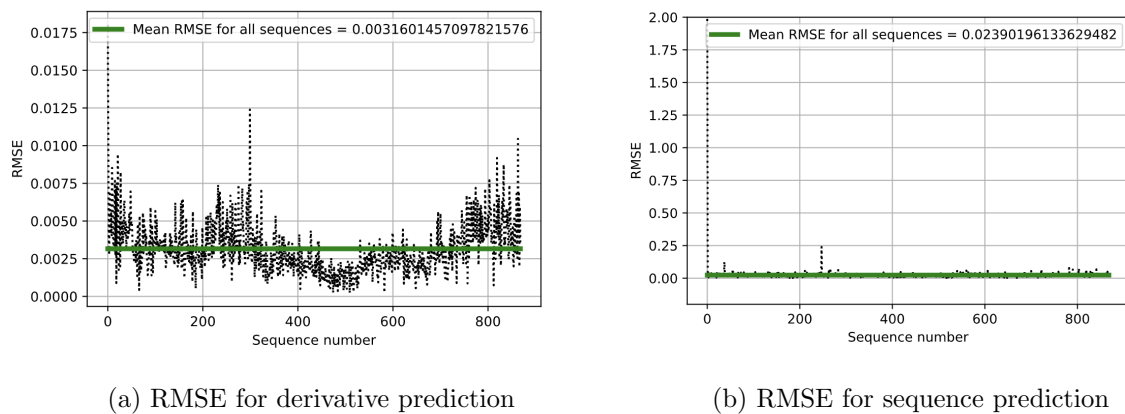 Mean RMSE for all sequences = 0.0031601457097821576
RMSE
0.0175
0.0150
0.0125
0.0100
0.0075
0.0050
0.0025
0.0000
0 200 400 600 800
Sequence number
(a) RMSE for derivative prediction
Mean RMSE for all sequences = 0.02390196133629482
RMSE
2.00
1.75
1.50
1.25
1.00
0.75
0.50
0.25
0.00
0 200 400 600 800
Sequence number
(b) RMSE for sequence prediction